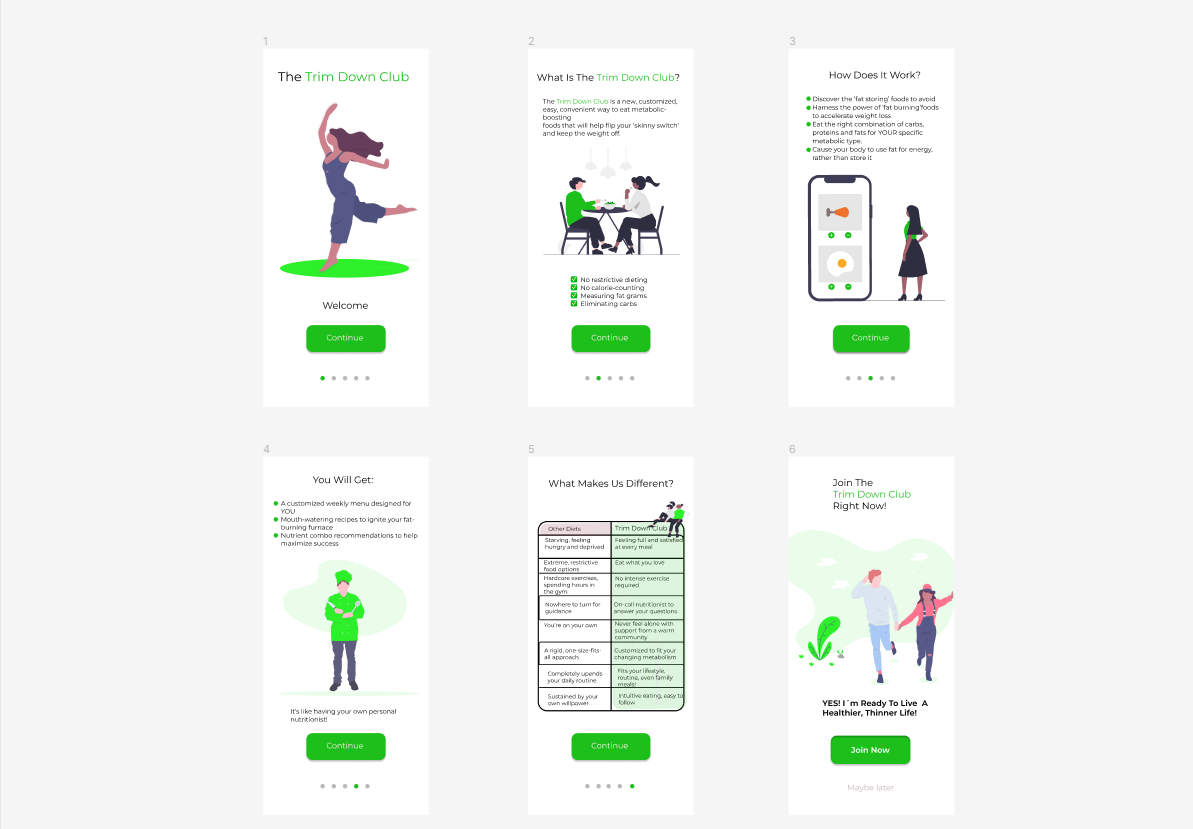 1
The Trim Down Club
Welcome
Continue
2
What Is The Trim Down Club?
The Trim Down Club is a new, customized,
easy, convenient way to eat metabolic-
boosting
foods that will help flip your 'skinny switch'
and keep the weight off.
No restrictive dieting
No calorie-counting
Measuring fat grams
Eliminating carbs
Continue
3
How Does It Work?
Discover the 'fat storing' foods to avoid
Harness the power of 'fat burning'foods
to accelerate weight loss
Eat the right combination of carbs,
proteins and fats for YOUR specific
metabolic type.
Cause your body to use fat for energy,
rather than store it
Continue
4
You Will Get:
A customized weekly menu designed for
YOU
Mouth-watering recipes to ignite your fat-
burning furnace
Nutrient combo recommendations to help
maximize success
It's like having your own personal
nutritionist!
Continue
5
What Makes Us Different?
Other Diets
Trim Down Club
Starving, feeling
hungry and deprived
Feeling full and satisfied
at every meal
Extreme, restrictive
food options
Eat what you love
Hardcore exercises,
spending hours in
the gym
No intense exercise
required
Nowhere to turn for
guidance
On-call nutritionist to
answer your questions
You're on your own
Never feel alone with
support from a warm
community
A rigid, one-size-fits-
all approach
Customized to fit your
changing metabolism
Completely upends
your daily routine
Fits your lifestyle,
routine, even family
meals!
Sustained by your
own willpower
Intuitive eating, easy to
follow
Continue
6
Join The
Trim Down Club
Right Now!
YES! I´m Ready To Live A
Healthier, Thinner Life!
Join Now
Maybe later